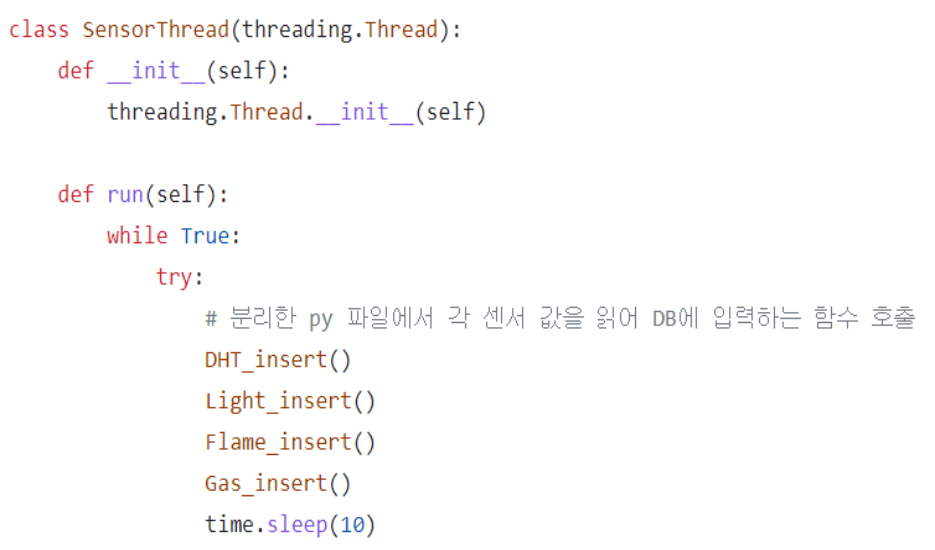 class SensorThread(threading.Thread):
    def __init__(self):
        threading.Thread.__init__(self)
    def run(self):
        while True:
            try:
                # 분리한 py 파일에서 각 센서 값을 읽어 DB에 입력하는 함수 호출
                DHT_insert()
                Light_insert()
                Flame_insert()
                Gas_insert()
                time.sleep(10)